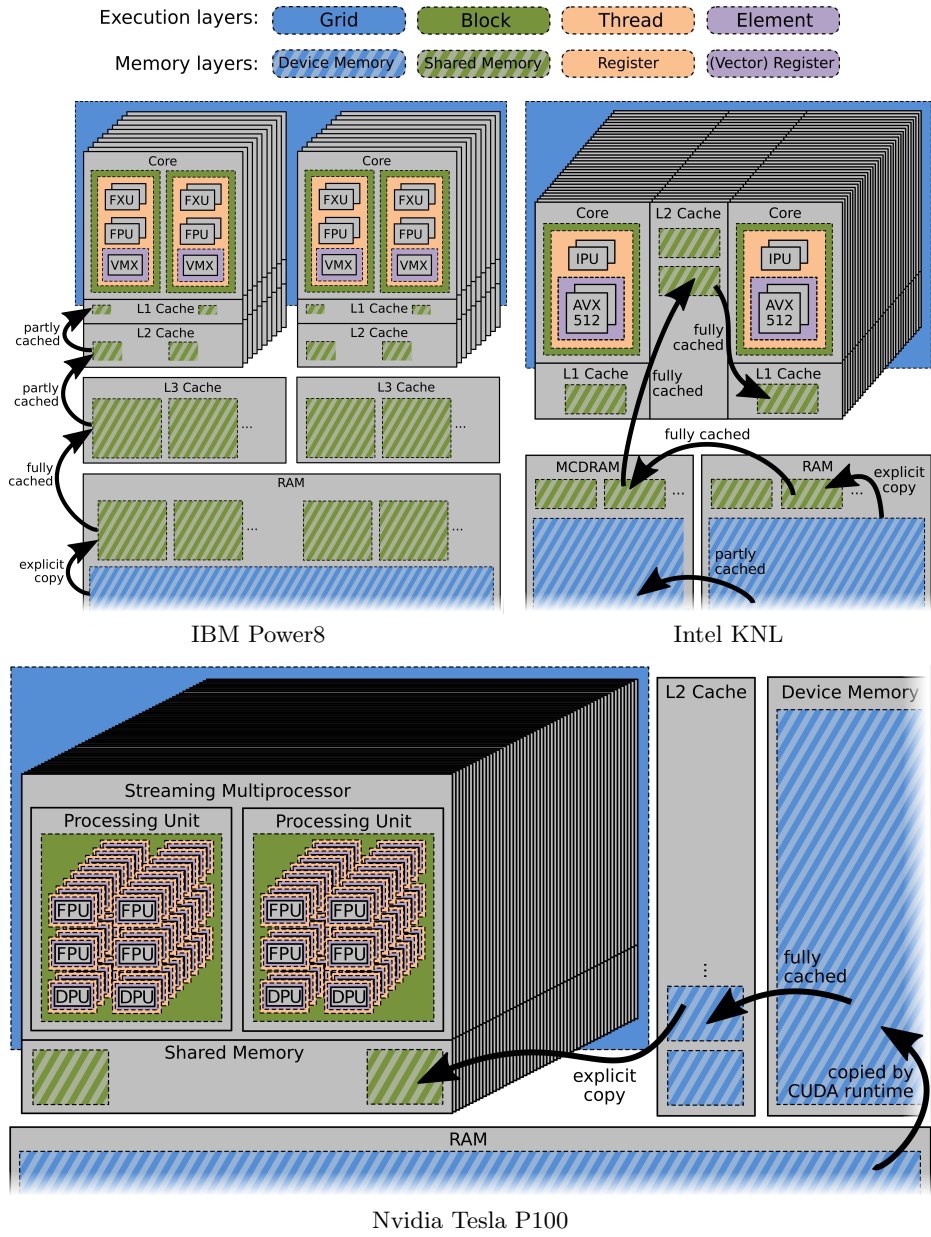 Execution layers: Grid Block Thread Element
Memory layers: Device Memory Shared Memory Register (Vector) Register
Core
FXU FXU
FPU FPU
VMX VMX
L1 Cache
L2 Cache
Core
FXU FXU
FPU FPU
VMX VMX
L1 Cache
L2 Cache
partly
cached
partly
cached
L3 Cache
...
L3 Cache
...
fully
cached
RAM
... ...
explicit
copy
IBM Power8
Core
IPU
AVX
512
L1 Cache
L2 Cache
Core
IPU
AVX
512
L1 Cache
fully
cached
fully
cached
fully cached
MCDRAM
...
RAM
...
explicit
copy
partly
cached
Intel KNL
Streaming Multiprocessor
Processing Unit
FPU FPU
FPU FPU
DPU DPU
Processing Unit
FPU FPU
FPU FPU
DPU DPU
Shared Memory
L2 Cache
...
Device Memory
fully
cached
explicit
copy
copied by
CUDA runtime
RAM
Nvidia Tesla P100